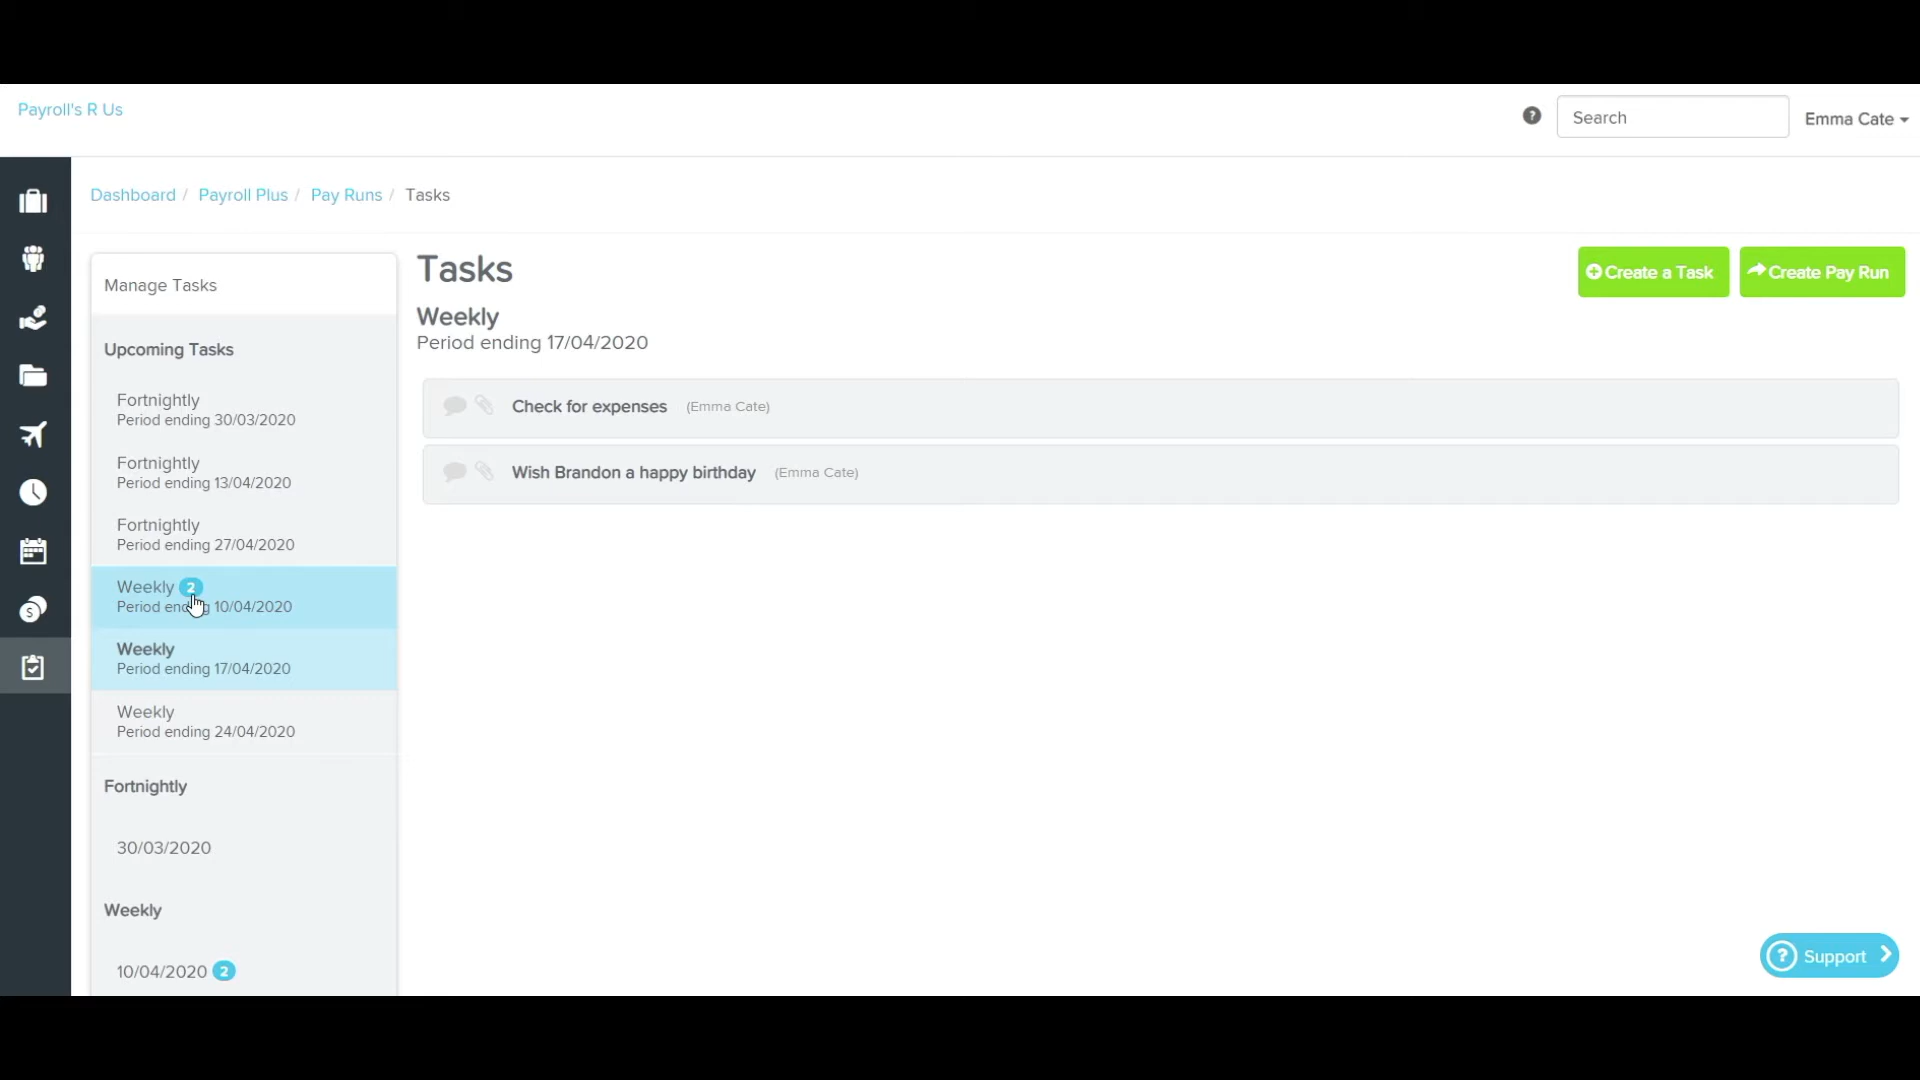 Payroll's R Us
Search
Emma Cate
Dashboard / Payroll Plus / Pay Runs / Tasks
Manage Tasks
Upcoming Tasks
Fortnightly
Period ending 30/03/2020
Fortnightly
Period ending 13/04/2020
Fortnightly
Period ending 27/04/2020
Weekly 2
Period ending 10/04/2020
Weekly
Period ending 17/04/2020
Weekly
Period ending 24/04/2020
Fortnightly
30/03/2020
Weekly
10/04/2020 2
Tasks
Create a Task
Create Pay Run
Weekly
Period ending 17/04/2020
Check for expenses (Emma Cate)
Wish Brandon a happy birthday (Emma Cate)
? Support